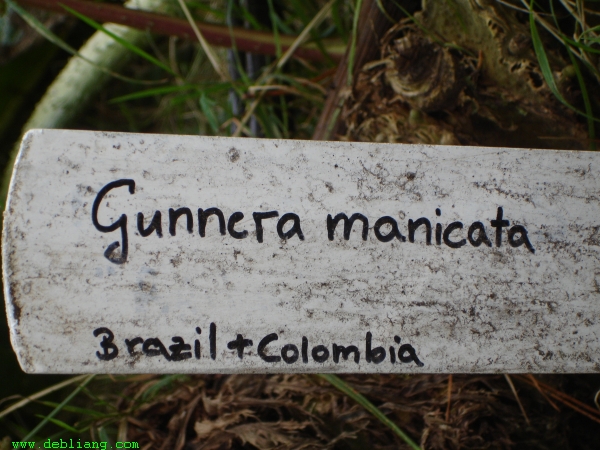 Gunnera manicata
Brazil + Colombia
www.debliang.com